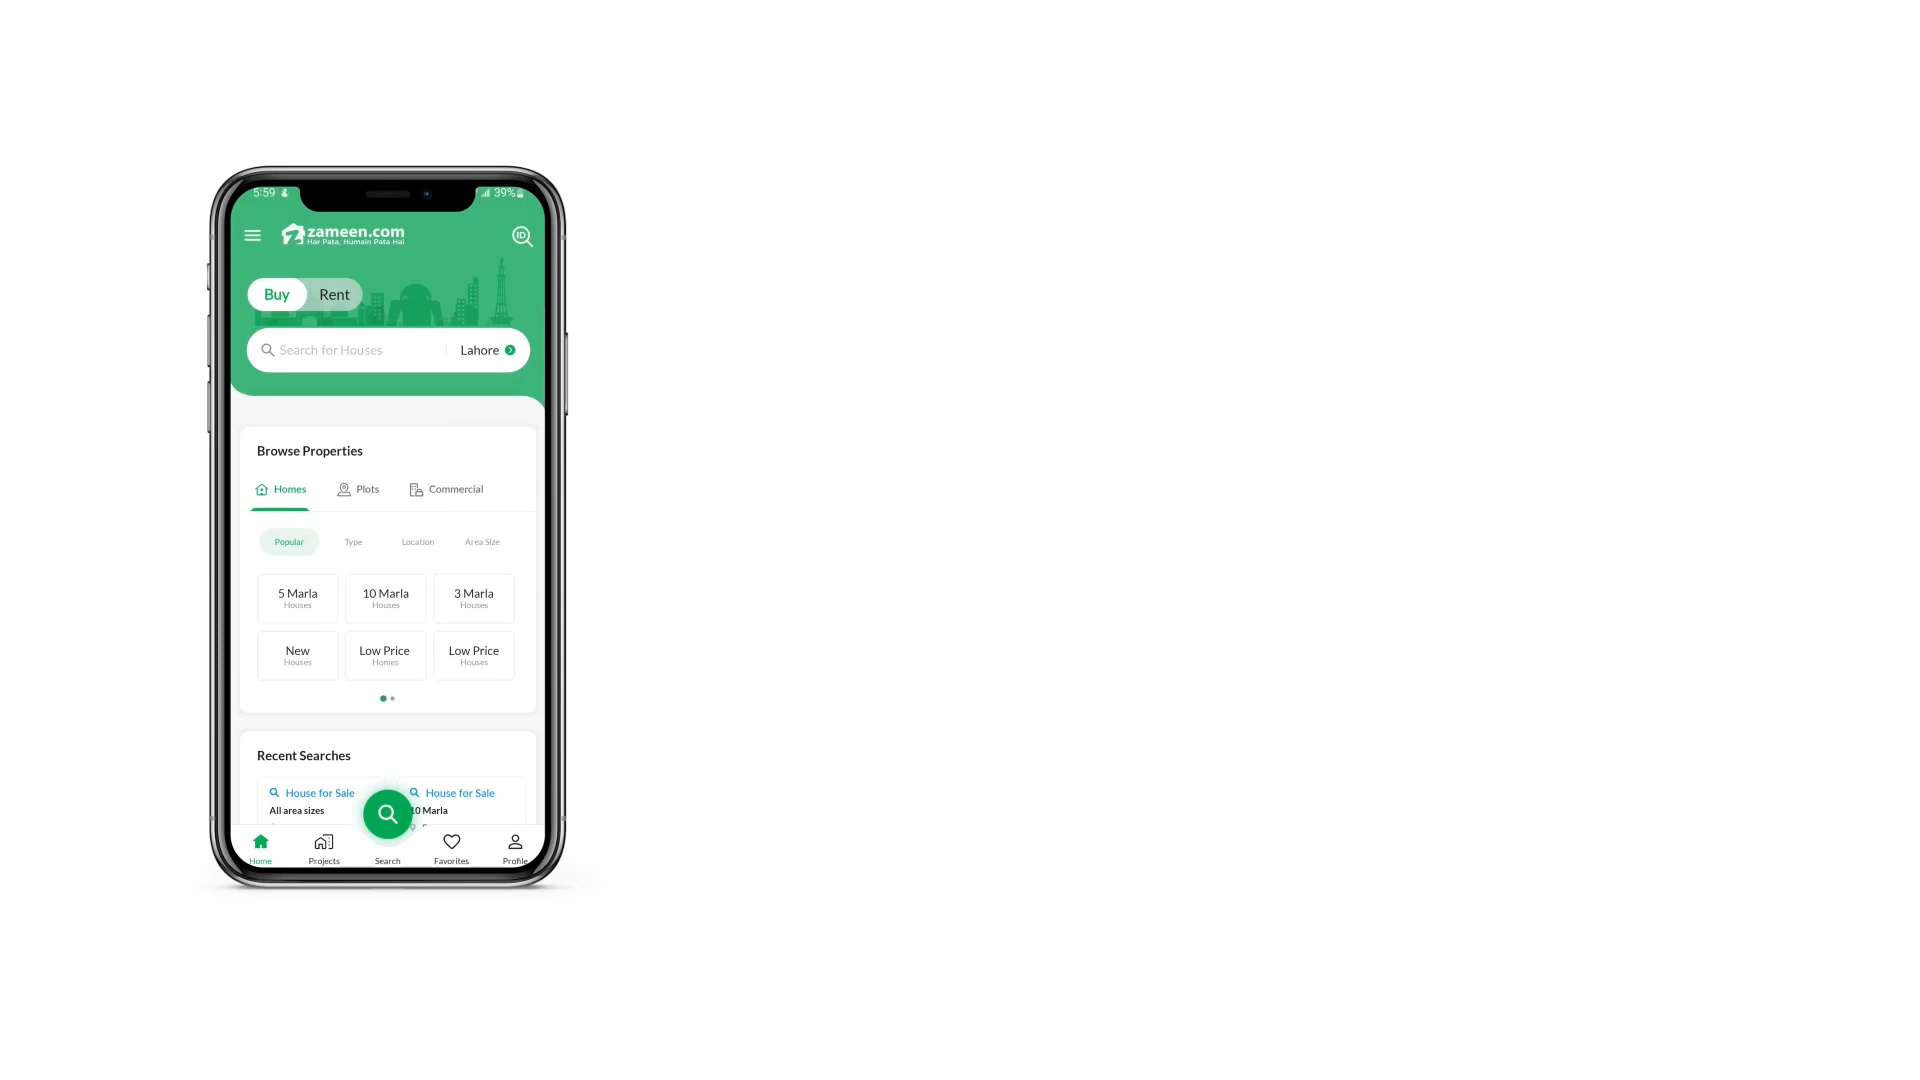 5:59
39%
zameen.com
Har Pata, Humain Pata Hai
ID
Buy Rent
Search for Houses
Lahore
Browse Properties
Homes Plots Commercial
Popular Type Location Area Size
5 Marla 10 Marla 3 Marla
Houses Houses Houses
New Low Price Low Price
Houses Homes Houses
Recent Searches
House for Sale House for Sale
All area sizes 10 Marla
Home Projects Search Favorites Profile